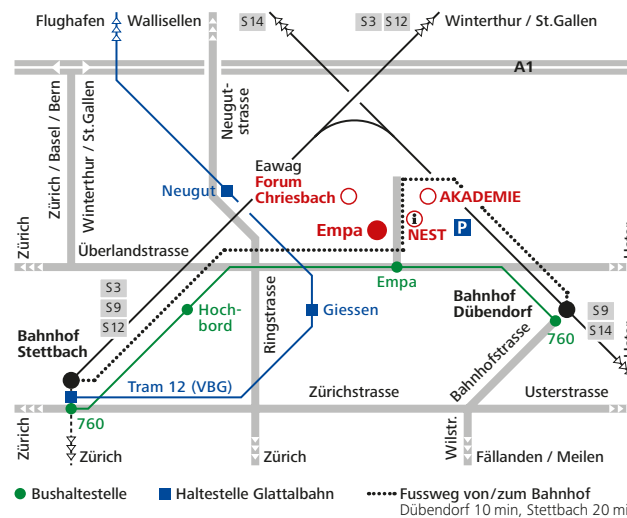 Flughafen
Wallisellen
S14
S3
S12
Winterthur / St.Gallen
A1
Zürich / Basel / Bern
Winterthur / St.Gallen
Neugut-
strasse
Eawag
Forum
Chriesbach
AKADEMIE
Neugut
Empa
NEST
i
P
Zürich
Überlandstrasse
Empa
S3
S9
S12
Hoch-
bord
Ringstrasse
Giessen
Bahnhof
Dübendorf
S9
S14
Bahnhof
Stettbach
760
Bahnhofstrasse
Tram 12 (VBG)
Zürichstrasse
Usterstrasse
760
Zürich
Zürich
Zürich
Wilstr.
Fällanden / Meilen
Bushaltestelle
Haltestelle Glattalbahn
Fussweg von/zum Bahnhof
Dübendorf 10 min, Stettbach 20 mi